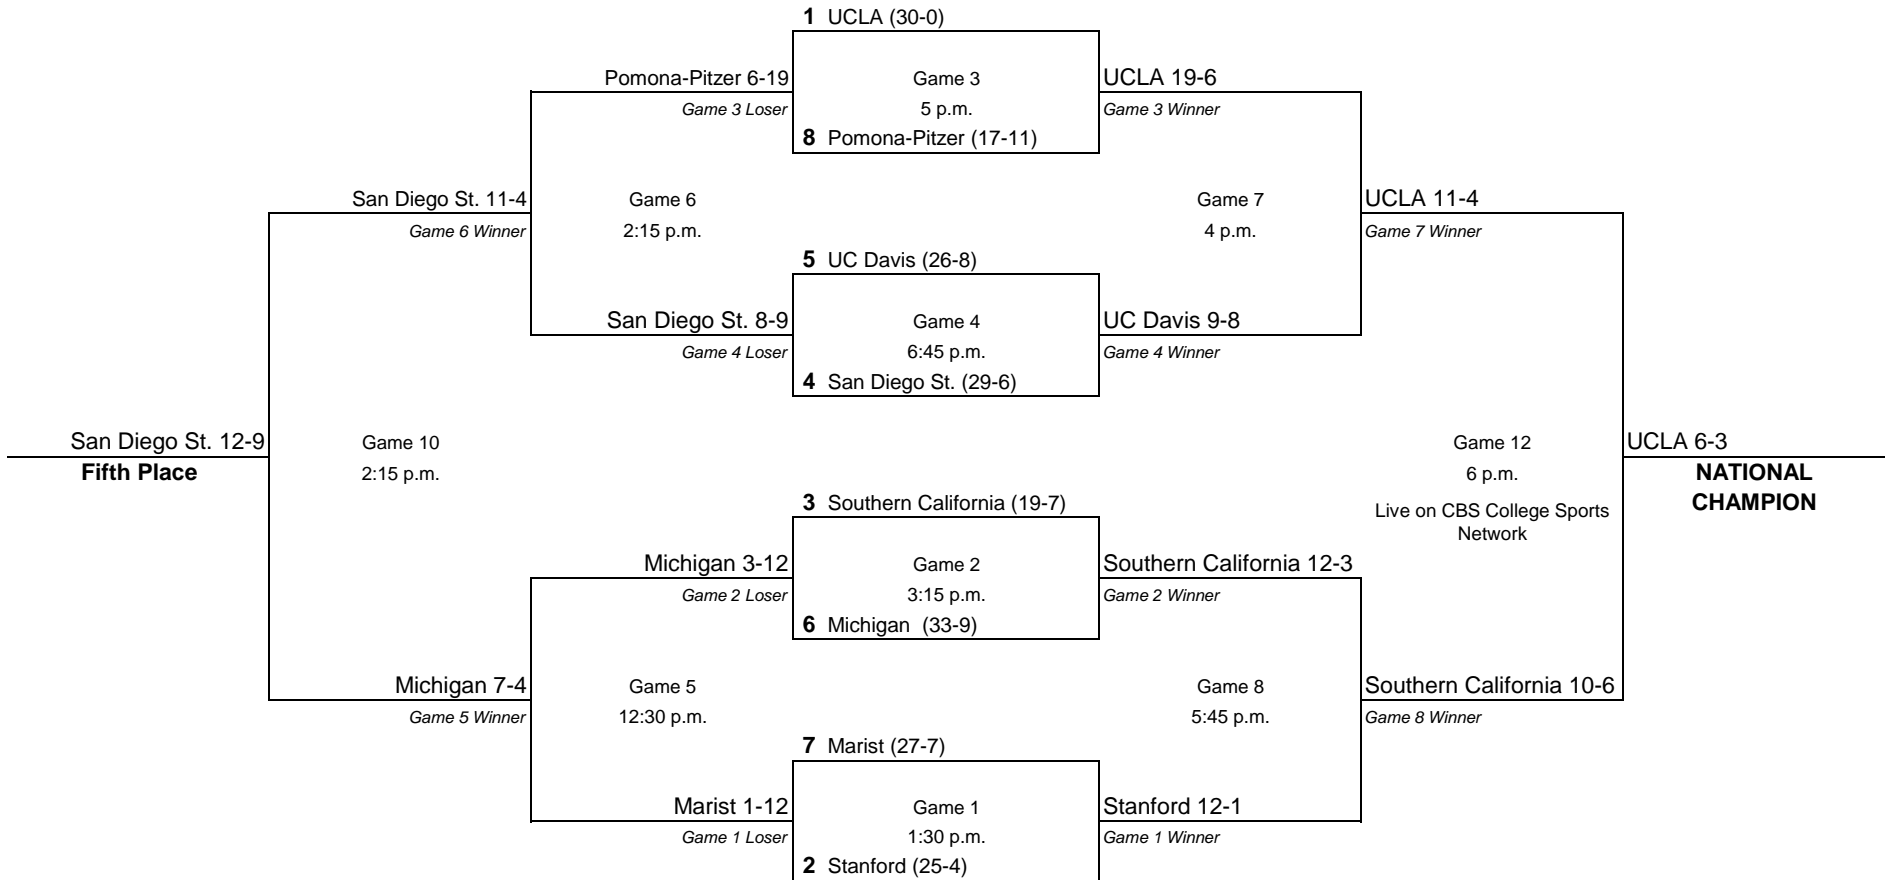 1 UCLA (30-0)
Pomona-Pitzer 6-19 Game 3 UCLA 19-6
Game 3 Loser 5 p.m. Game 3 Winner
8 Pomona-Pitzer (17-11)
San Diego St. 11-4 Game 6 Game 7 UCLA 11-4
Game 6 Winner 2:15 p.m. 4 p.m. Game 7 Winner
5 UC Davis (26-8)
San Diego St. 8-9 Game 4 UC Davis 9-8
Game 4 Loser 6:45 p.m. Game 4 Winner
4 San Diego St. (29-6)
San Diego St. 12-9 Game 10 Game 12 UCLA 6-3
Fifth Place 2:15 p.m. 6 p.m. NATIONAL
CHAMPION
3 Southern California (19-7) Live on CBS College Sports
Network
Michigan 3-12 Game 2 Southern California 12-3
Game 2 Loser 3:15 p.m. Game 2 Winner
6 Michigan (33-9)
Michigan 7-4 Game 5 Game 8 Southern California 10-6
Game 5 Winner 12:30 p.m. 5:45 p.m. Game 8 Winner
7 Marist (27-7)
Marist 1-12 Game 1 Stanford 12-1
Game 1 Loser 1:30 p.m. Game 1 Winner
2 Stanford (25-4)